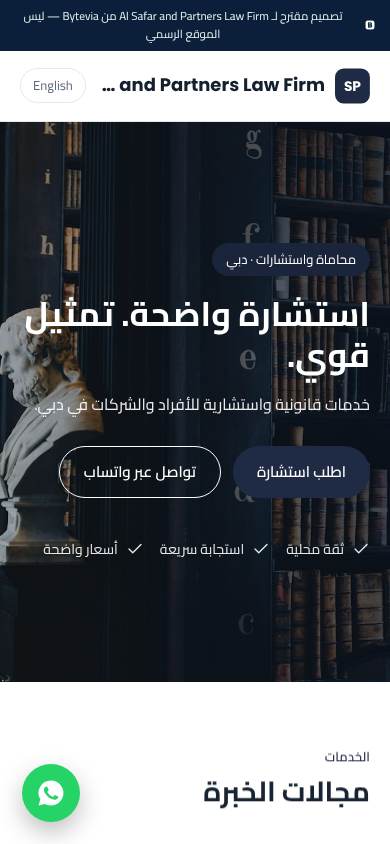 تصميم مقترح لـ Al Safar and Partners Law Firm من Bytevia — ليس
الموقع الرسمي
SP
... and Partners Law Firm
English
محاماة واستشارات · دبي
استشارة واضحة. تمثيل
قوي.
خدمات قانونية واستشارية للأفراد والشركات في دبي.
اطلب استشارة
تواصل عبر واتساب
ثقة محلية
استجابة سريعة
أسعار واضحة
الخدمات
مجالات الخبرة